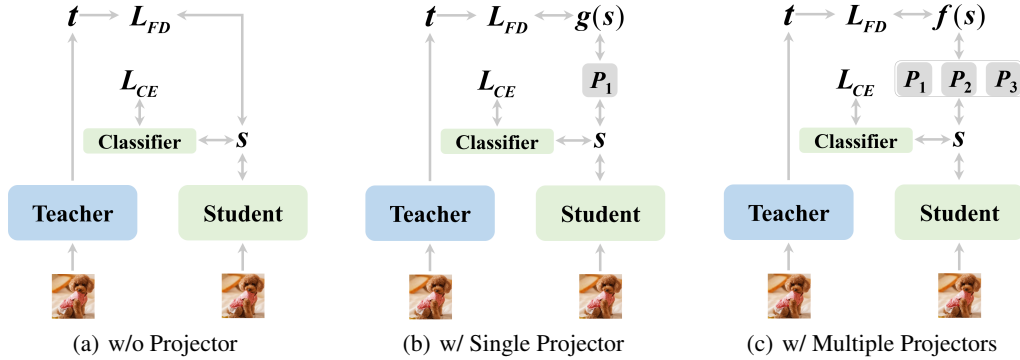 t L_FD
L_CE
Classifier s
Teacher Student
(a) w/o Projector
t L_FD g(s)
P_1
L_CE
Classifier s
Teacher Student
(b) w/ Single Projector
t L_FD f(s)
P_1 P_2 P_3
L_CE
Classifier s
Teacher Student
(c) w/ Multiple Projectors